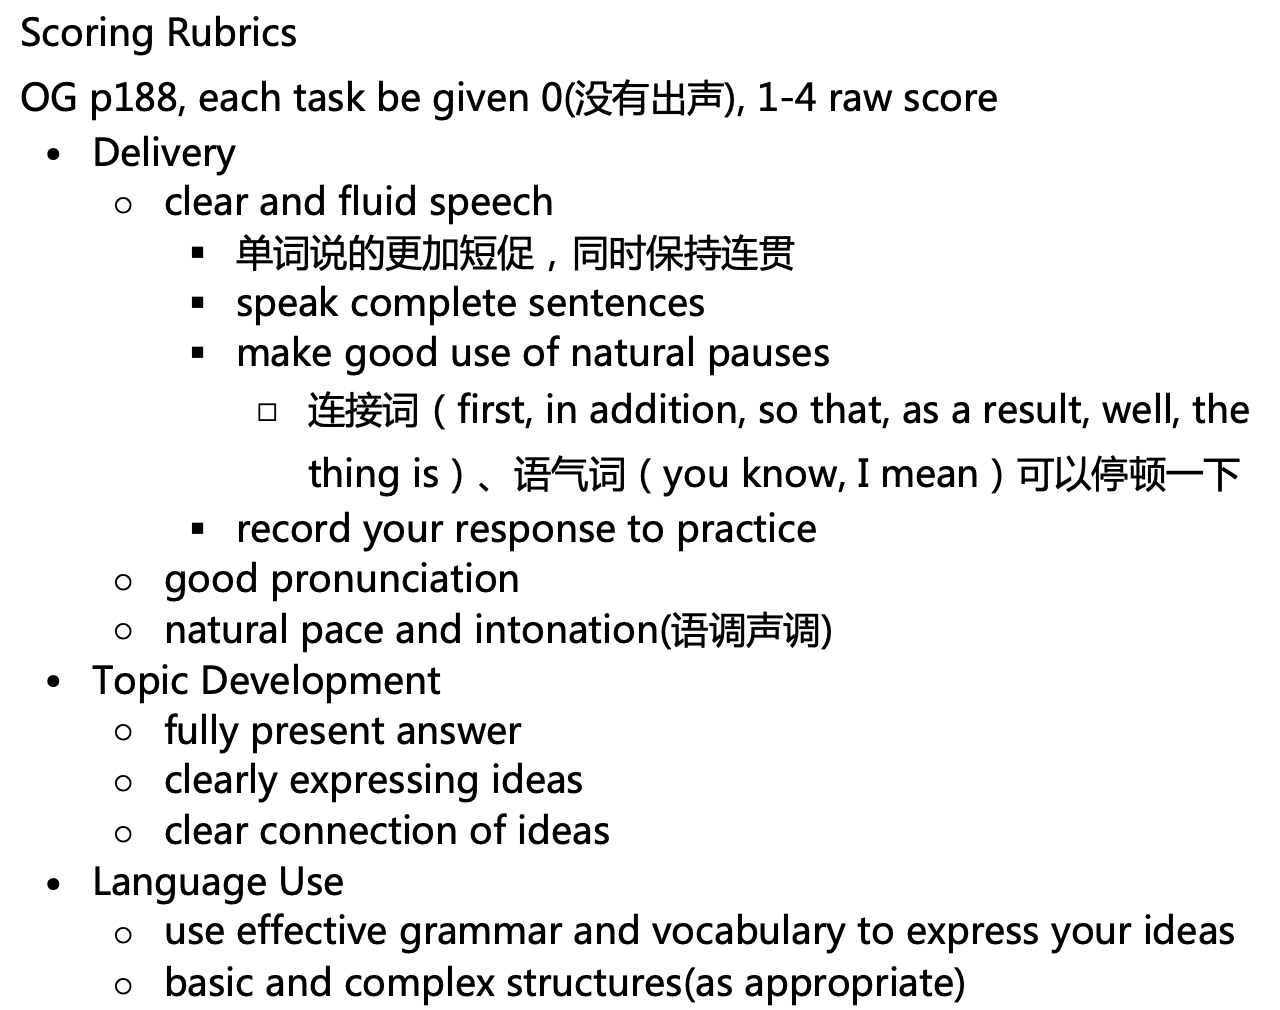 Scoring Rubrics
OG p188, each task be given 0(没有出声), 1-4 raw score
• Delivery
○ clear and fluid speech
▪ 单词说的更加短促，同时保持连贯
▪ speak complete sentences
▪ make good use of natural pauses
□ 连接词（first, in addition, so that, as a result, well, the
thing is）、语气词（you know, I mean）可以停顿一下
▪ record your response to practice
○ good pronunciation
○ natural pace and intonation(语调声调)
• Topic Development
○ fully present answer
○ clearly expressing ideas
○ clear connection of ideas
• Language Use
○ use effective grammar and vocabulary to express your ideas
○ basic and complex structures(as appropriate)